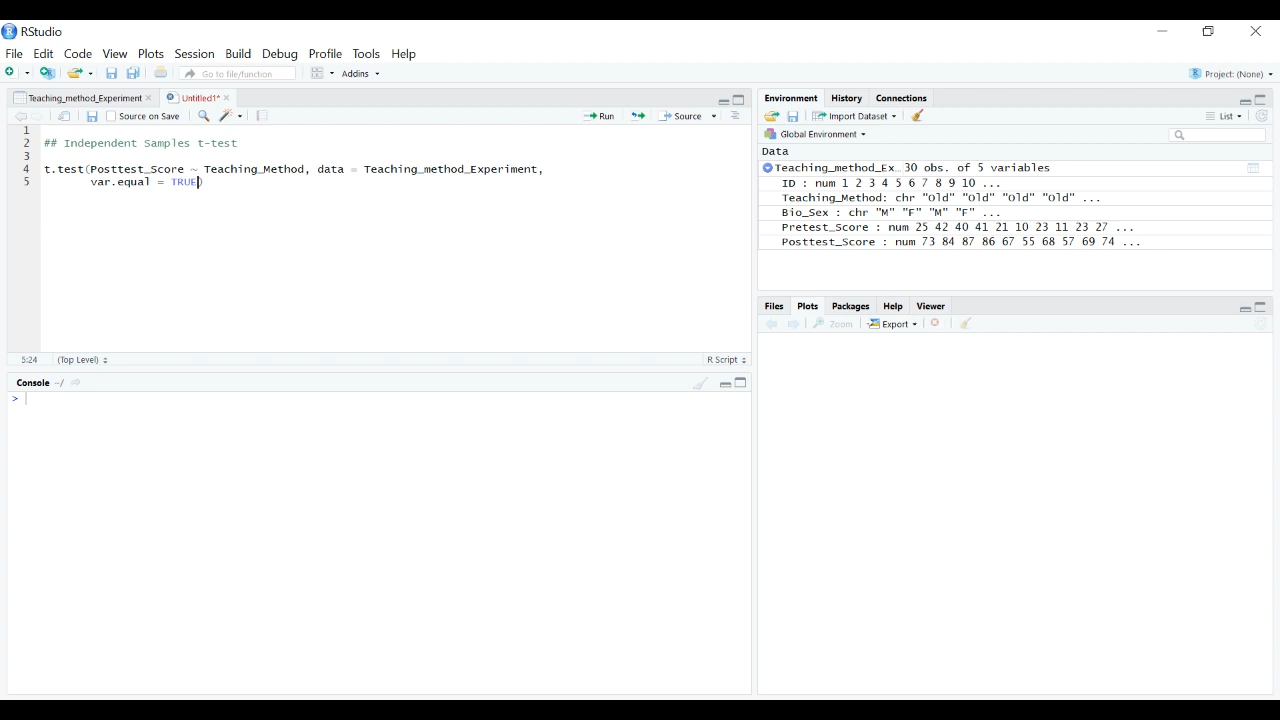 RStudio
File Edit Code View Plots Session Build Debug Profile Tools Help
Go to file/function Addins Project: (None)
Teaching_method_Experiment Untitled1*
Source on Save Run Source
1
2 ## Independent Samples t-test
3
4 t.test(Posttest_Score ~ Teaching_Method, data = Teaching_method_Experiment,
5 var.equal = TRUE)
5:24 (Top Level) R Script
Console ~/
>
Environment History Connections
Import Dataset List
Global Environment
Data
Teaching_method_Ex… 30 obs. of 5 variables
ID : num 1 2 3 4 5 6 7 8 9 10 ...
Teaching_Method: chr "Old" "Old" "Old" "Old" ...
Bio_Sex : chr "M" "F" "M" "F" ...
Pretest_Score : num 25 42 40 41 21 10 23 11 23 27 ...
Posttest_Score : num 73 84 87 86 67 55 68 57 69 74 ...
Files Plots Packages Help Viewer
Zoom Export